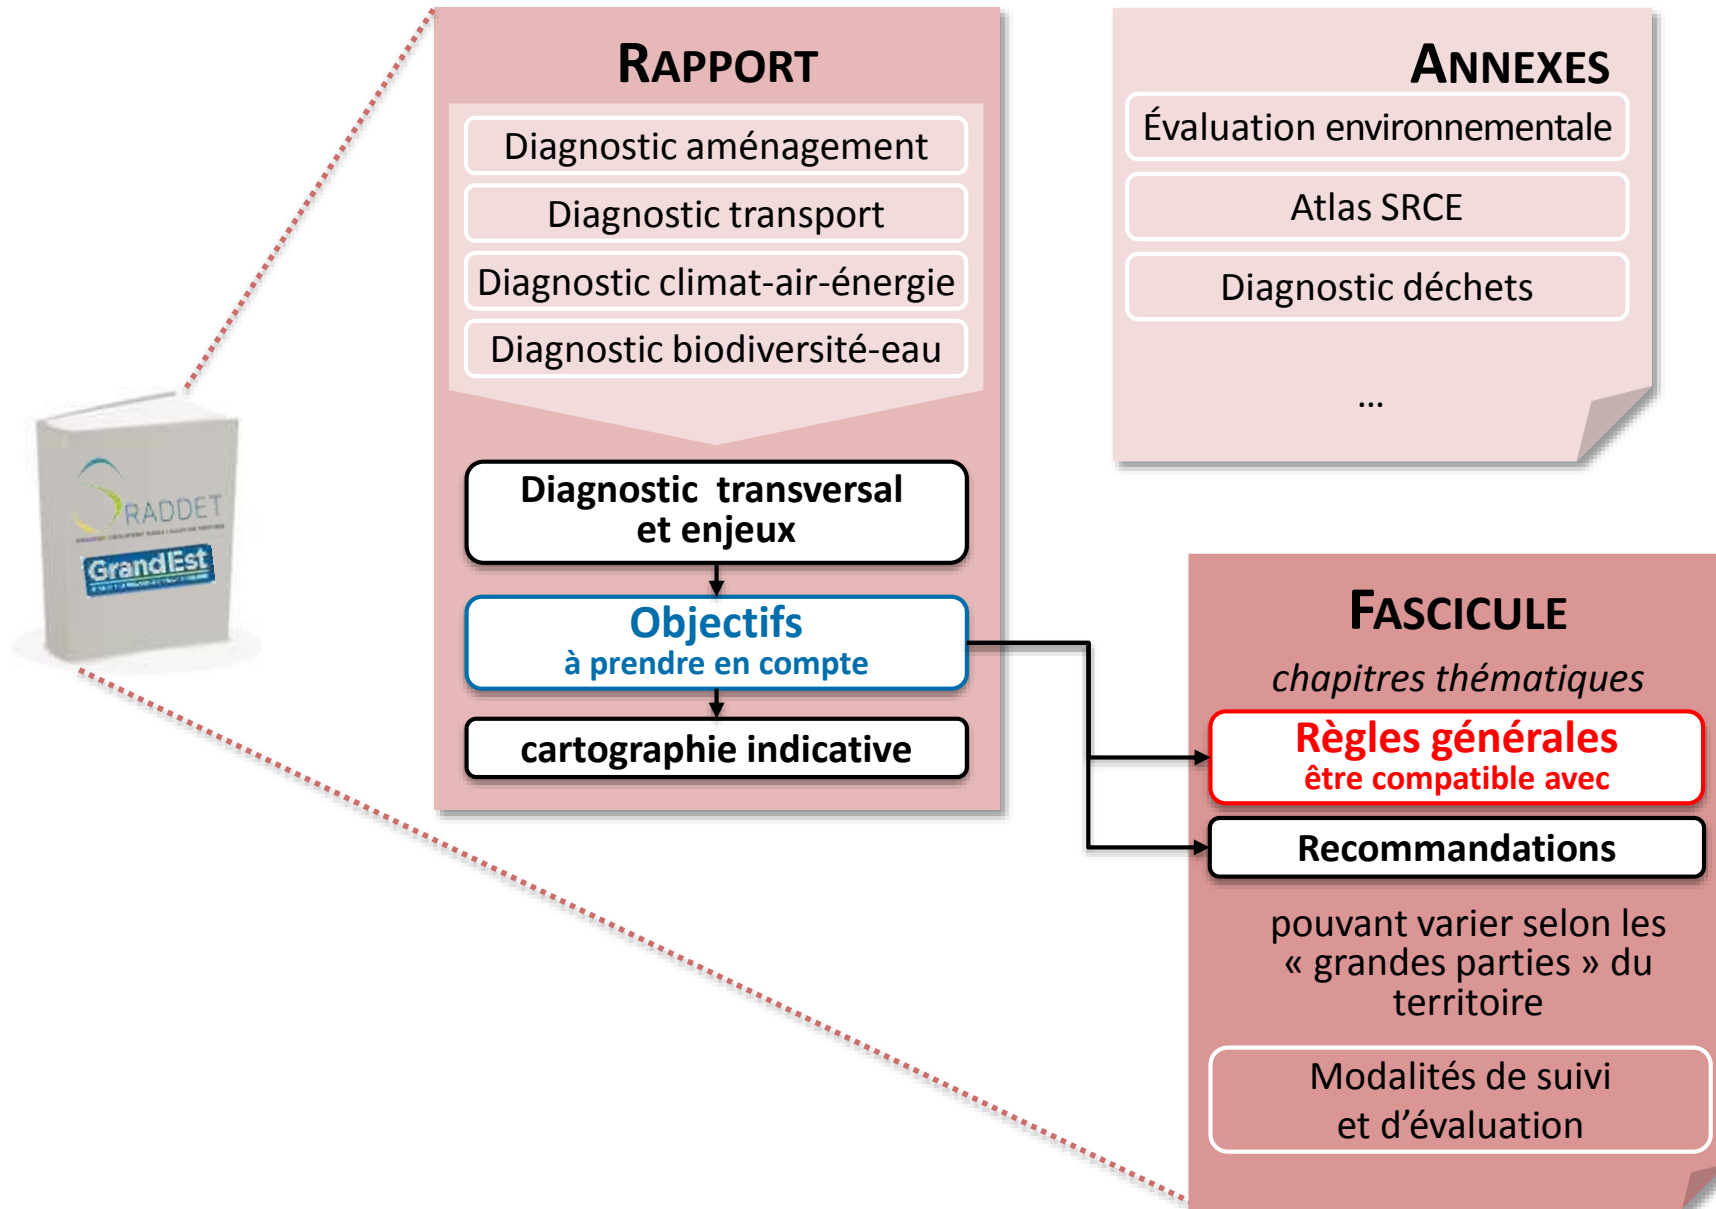 RAPPORT
Diagnostic aménagement
Diagnostic transport
Diagnostic climat-air-énergie
Diagnostic biodiversité-eau
Diagnostic transversal
et enjeux
Objectifs
à prendre en compte
cartographie indicative
ANNEXES
Évaluation environnementale
Atlas SRCE
Diagnostic déchets
...
SRADDET
GrandEst
FASCICULE
chapitres thématiques
Règles générales
être compatible avec
Recommandations
pouvant varier selon les
« grandes parties » du
territoire
Modalités de suivi
et d’évaluation